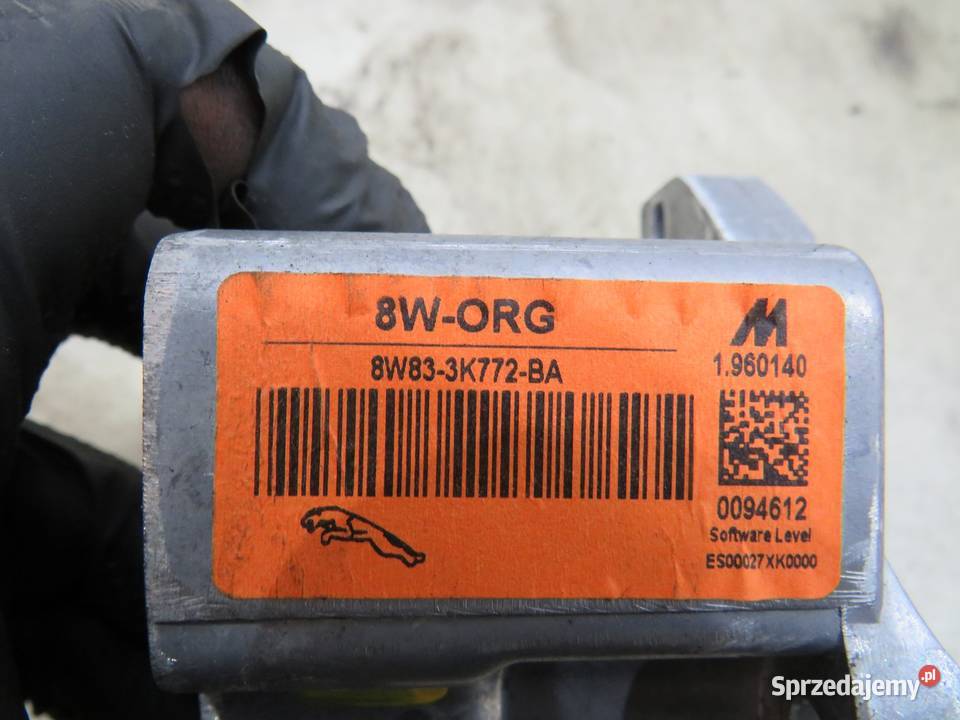 8W-ORG
8W83-3K772-BA
1.960140
0094612
Software Level
ES00027XK0000
Sprzedajemy.pl